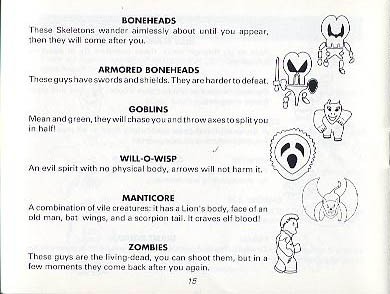 BONEHEADS
These Skeletons wander aimlessly about until you appear,
then they will come after you.
ARMORED BONEHEADS
These guys have swords and shields. They are harder to defeat.
GOBLINS
Mean and green, they will chase you and throw axes to split you
in half!
WILL-O-WISP
An evil spirit with no physical body, arrows will not harm it.
MANTICORE
A combination of vile creatures: it has a Lion's body, face of an
old man, bat wings, and a scorpion tail. It craves elf blood!
ZOMBIES
These guys are the living-dead, you can shoot them, but in a
few moments they come back after you again.
15